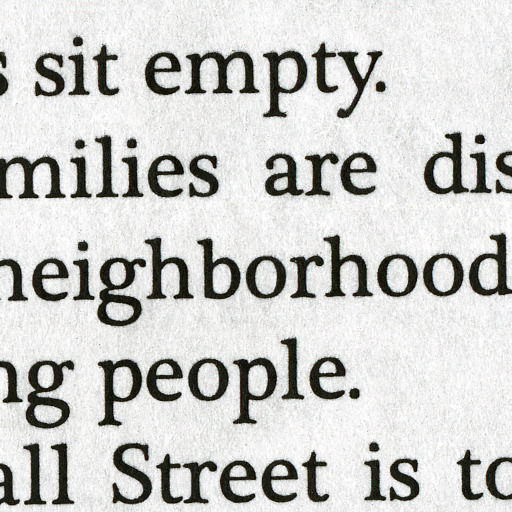 s sit empty.
milies are dis
neighborhood
ng people.
all Street is to